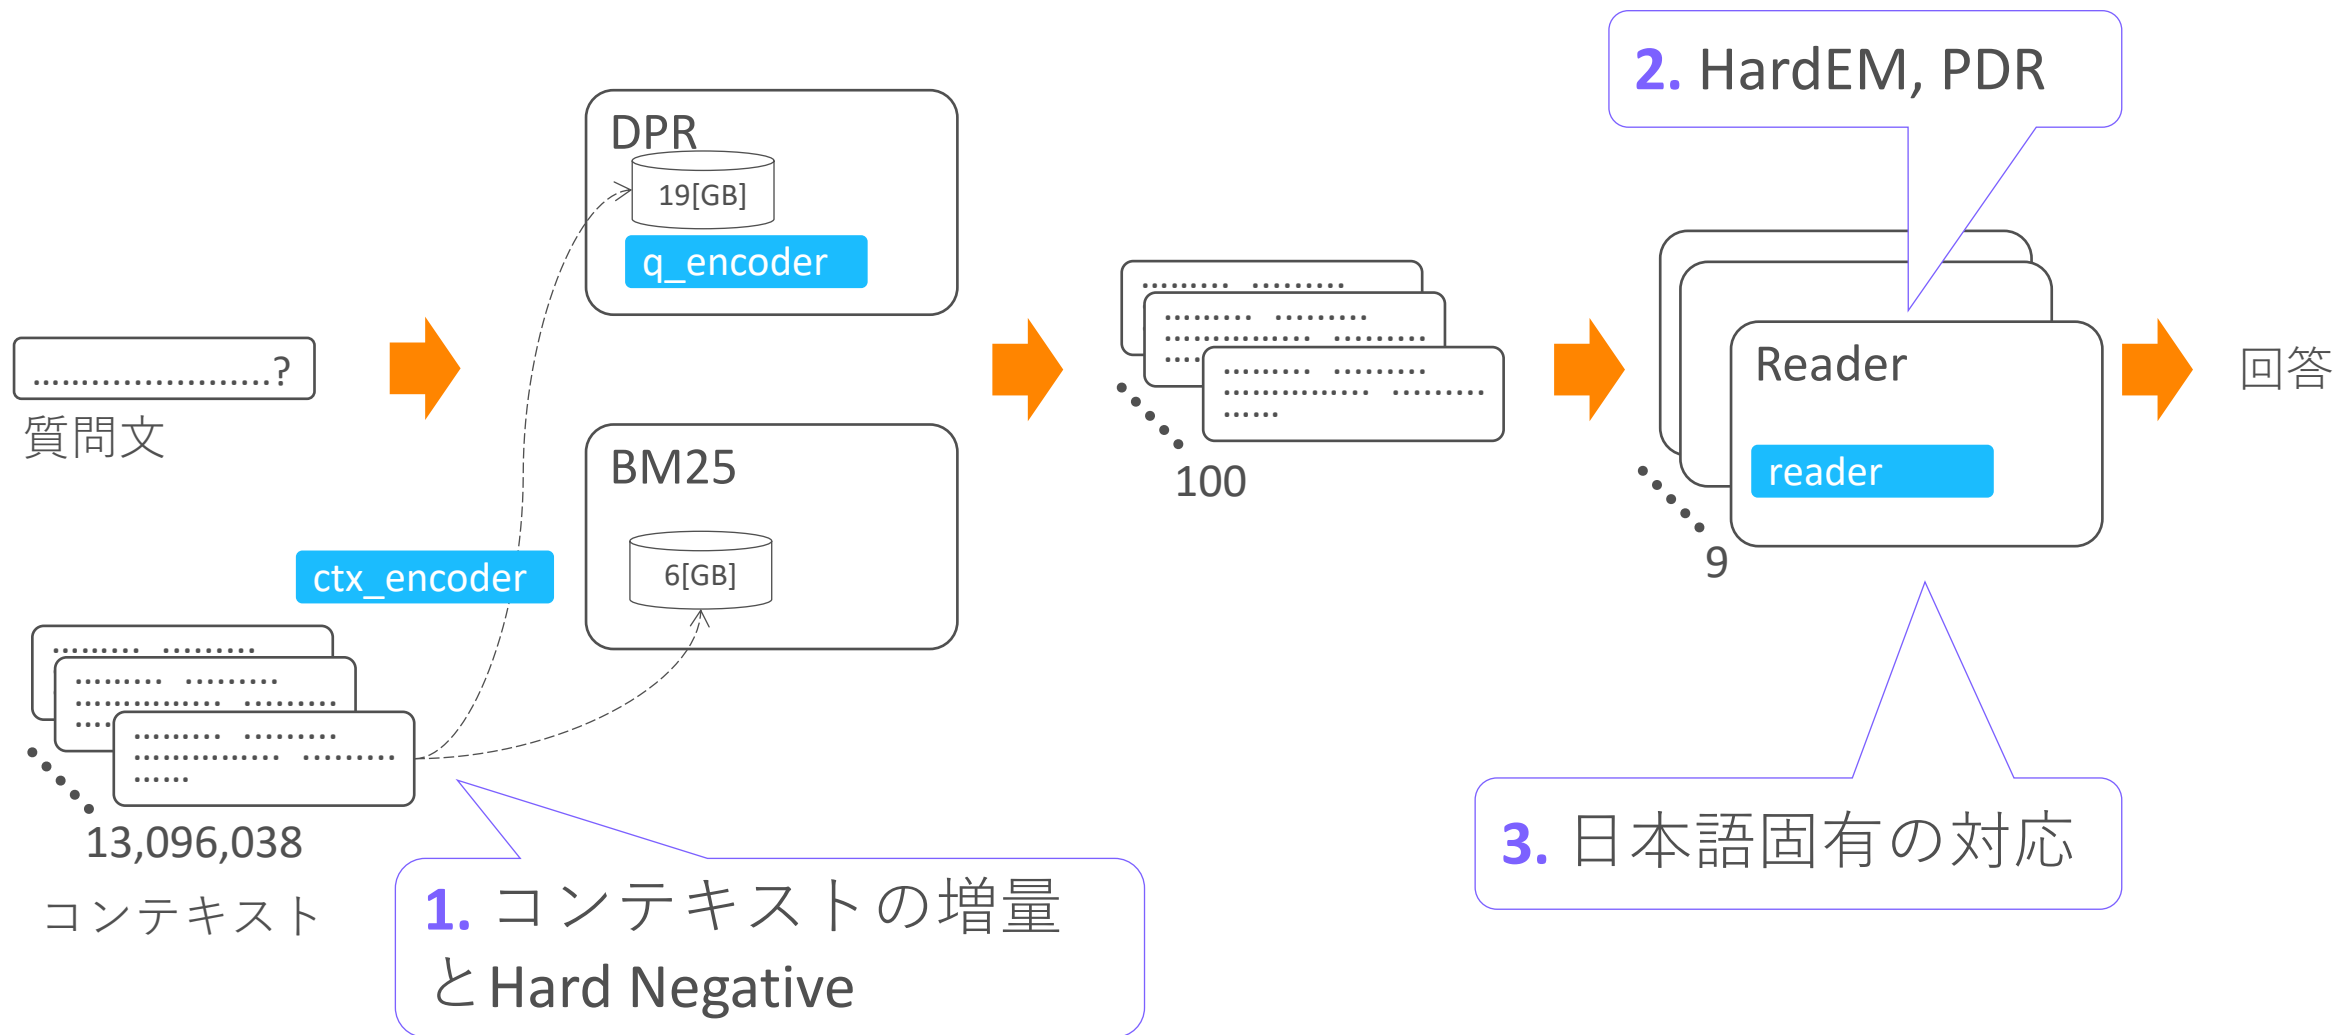 2. HardEM, PDR
DPR
19[GB]
q_encoder
......................?
質問文
BM25
6[GB]
ctx_encoder
13,096,038
コンテキスト
1. コンテキストの増量
とHard Negative
100
Reader
reader
9
回答
3. 日本語固有の対応